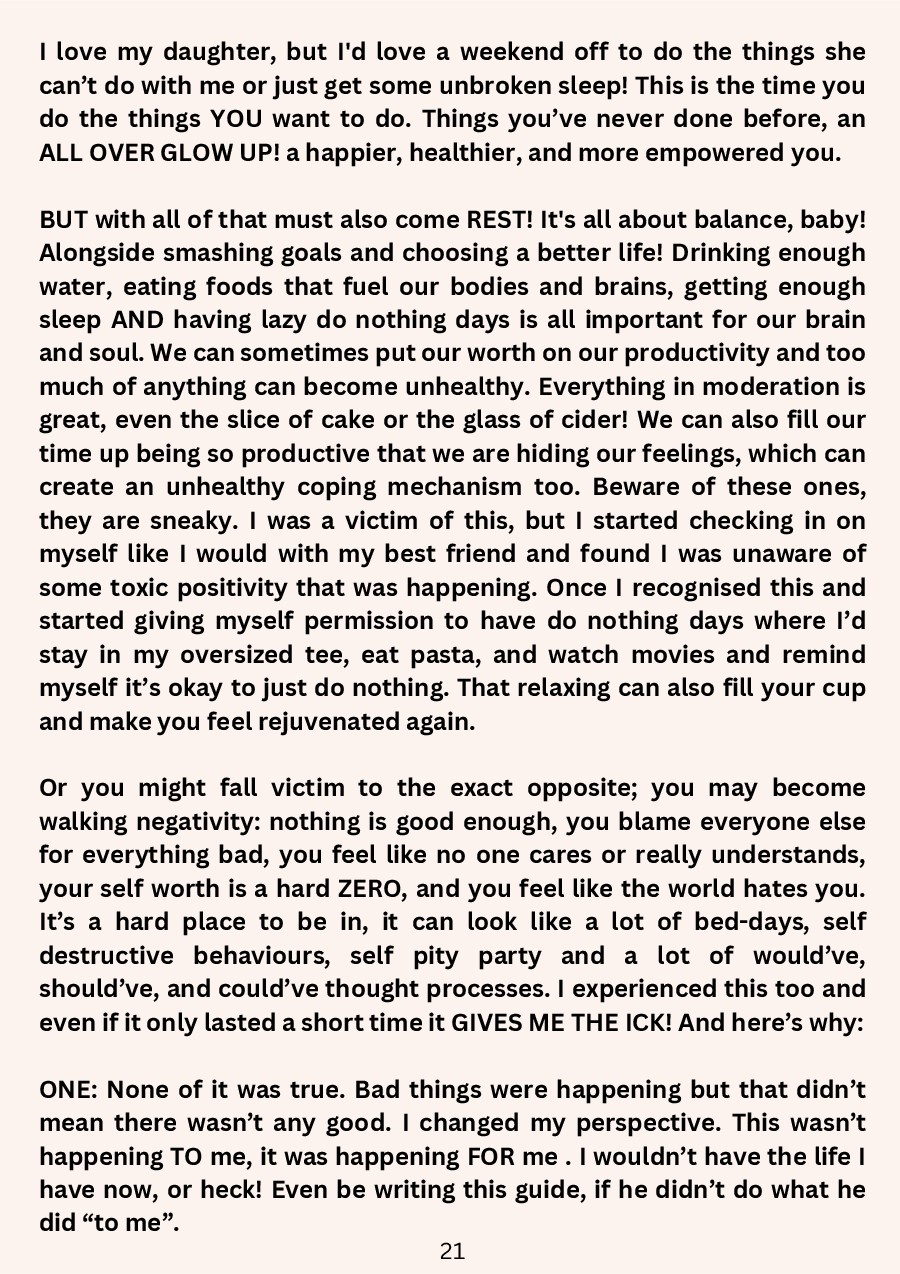 I love my daughter, but I'd love a weekend off to do the things she
can’t do with me or just get some unbroken sleep! This is the time you
do the things YOU want to do. Things you’ve never done before, an
ALL OVER GLOW UP! a happier, healthier, and more empowered you.
BUT with all of that must also come REST! It's all about balance, baby!
Alongside smashing goals and choosing a better life! Drinking enough
water, eating foods that fuel our bodies and brains, getting enough
sleep AND having lazy do nothing days is all important for our brain
and soul. We can sometimes put our worth on our productivity and too
much of anything can become unhealthy. Everything in moderation is
great, even the slice of cake or the glass of cider! We can also fill our
time up being so productive that we are hiding our feelings, which can
create an unhealthy coping mechanism too. Beware of these ones,
they are sneaky. I was a victim of this, but I started checking in on
myself like I would with my best friend and found I was unaware of
some toxic positivity that was happening. Once I recognised this and
started giving myself permission to have do nothing days where I’d
stay in my oversized tee, eat pasta, and watch movies and remind
myself it’s okay to just do nothing. That relaxing can also fill your cup
and make you feel rejuvenated again.
Or you might fall victim to the exact opposite; you may become
walking negativity: nothing is good enough, you blame everyone else
for everything bad, you feel like no one cares or really understands,
your self worth is a hard ZERO, and you feel like the world hates you.
It’s a hard place to be in, it can look like a lot of bed-days, self
destructive behaviours, self pity party and a lot of would’ve,
should’ve, and could’ve thought processes. I experienced this too and
even if it only lasted a short time it GIVES ME THE ICK! And here’s why:
ONE: None of it was true. Bad things were happening but that didn’t
mean there wasn’t any good. I changed my perspective. This wasn’t
happening TO me, it was happening FOR me . I wouldn’t have the life I
have now, or heck! Even be writing this guide, if he didn’t do what he
did “to me”.
21